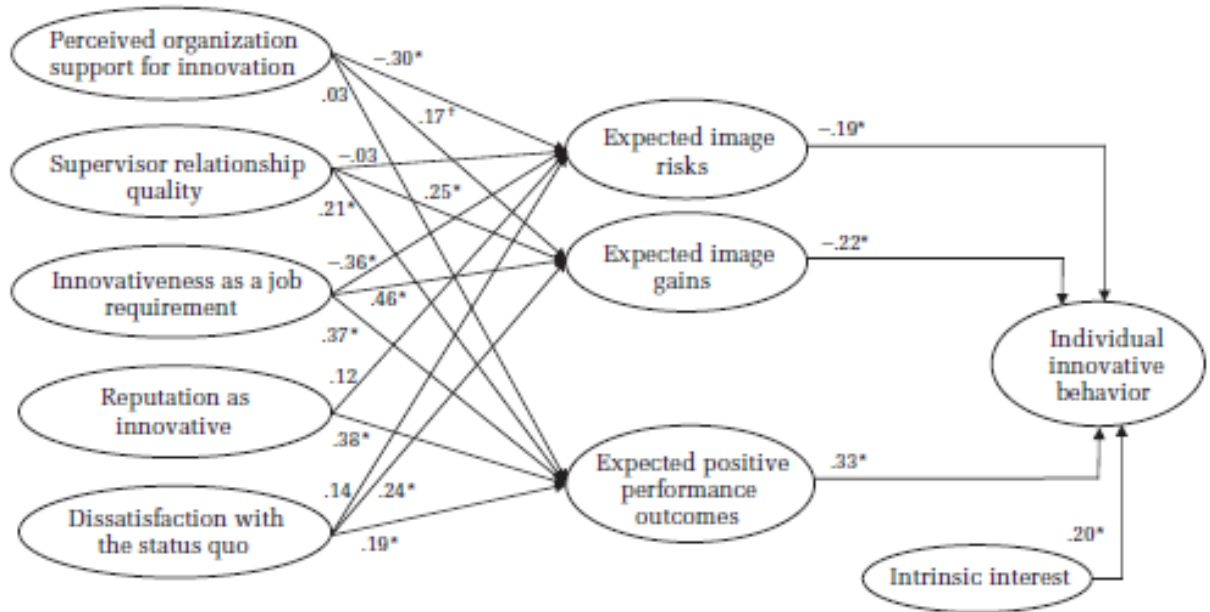 Perceived organization
support for innovation
−.30*
.03
.17†
Supervisor relationship
quality
−.03
.25*
.21*
Innovativeness as a job
requirement
−.36*
.46*
.37*
Reputation as
innovative
.12
.38*
Dissatisfaction with
the status quo
.14
.24*
.19*
Expected image
risks
−.19*
Expected image
gains
−.22*
Expected positive
performance
outcomes
.33*
Individual
innovative
behavior
.20*
Intrinsic interest